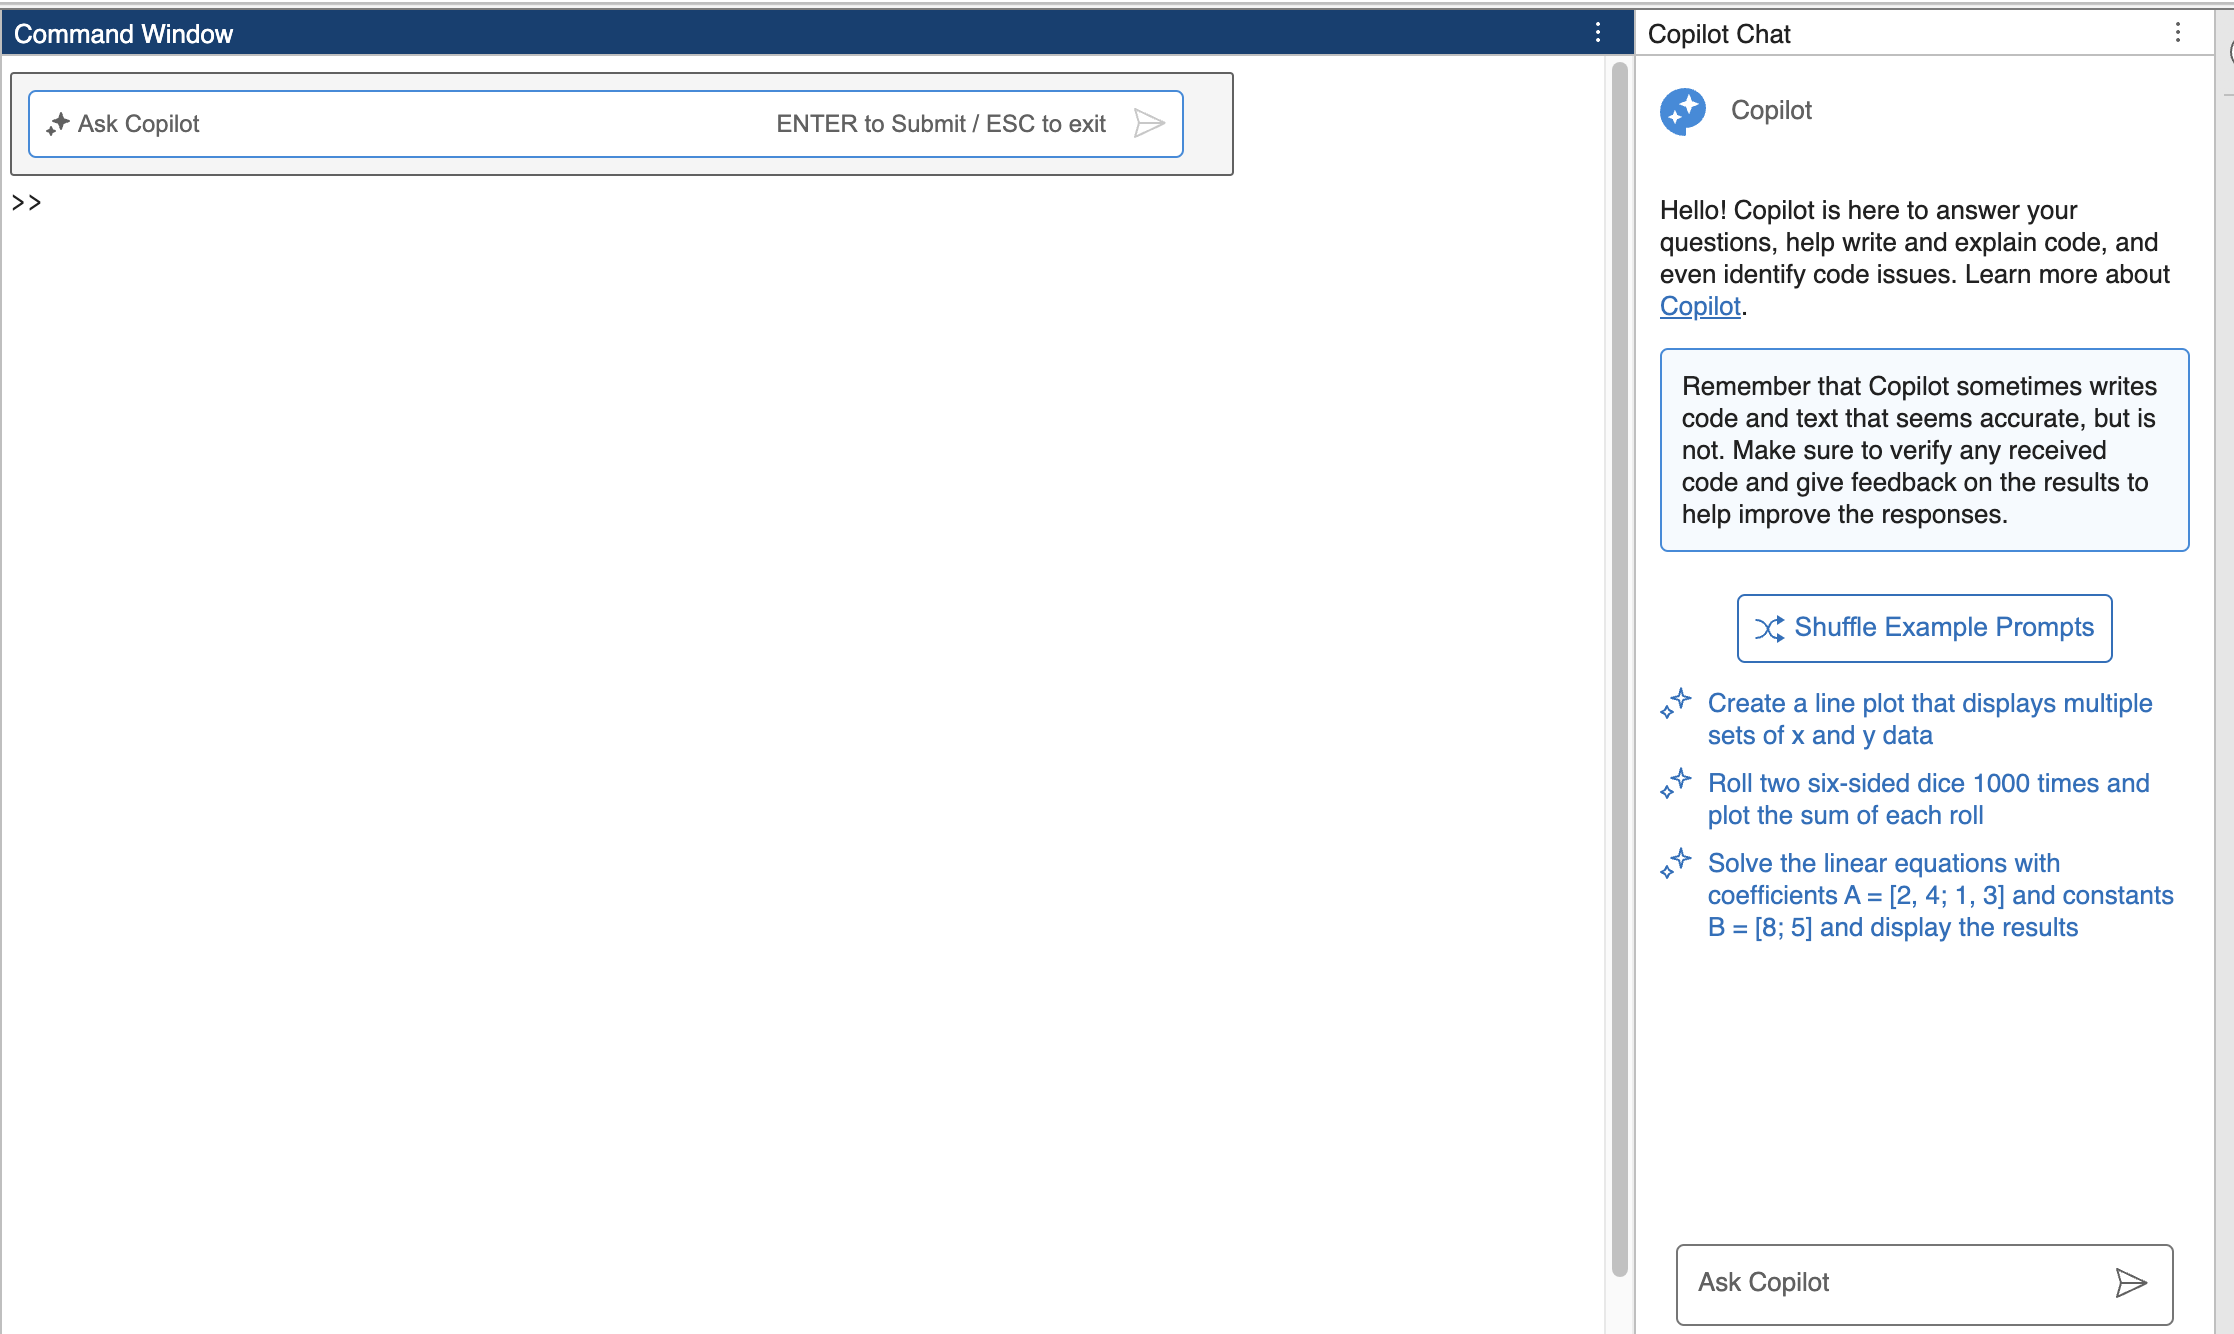 Command Window
Ask Copilot ENTER to Submit / ESC to exit
>>
Copilot Chat
Copilot
Hello! Copilot is here to answer your
questions, help write and explain code, and
even identify code issues. Learn more about
Copilot.
Remember that Copilot sometimes writes
code and text that seems accurate, but is
not. Make sure to verify any received
code and give feedback on the results to
help improve the responses.
Shuffle Example Prompts
Create a line plot that displays multiple
sets of x and y data
Roll two six-sided dice 1000 times and
plot the sum of each roll
Solve the linear equations with
coefficients A = [2, 4; 1, 3] and constants
B = [8; 5] and display the results
Ask Copilot